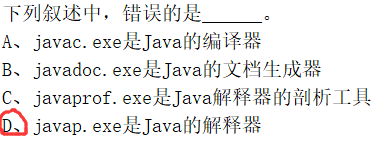 下列叙述中，错误的是______。
A、javac.exe是Java的编译器
B、javadoc.exe是Java的文档生成器
C、javaprof.exe是Java解释器的剖析工具
D、javap.exe是Java的解释器